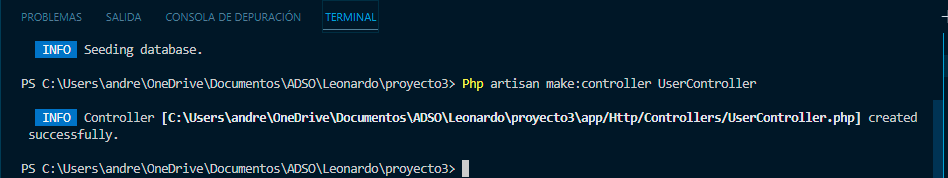 PROBLEMAS SALIDA CONSOLA DE DEPURACIÓN TERMINAL
INFO Seeding database.
PS C:\Users\andre\OneDrive\Documentos\ADSO\Leonardo\proyecto3> Php artisan make:controller UserController
INFO Controller [C:\Users\andre\OneDrive\Documentos\ADSO\Leonardo\proyecto3\app/Http/Controllers/UserController.php] created
successfully.
PS C:\Users\andre\OneDrive\Documentos\ADSO\Leonardo\proyecto3>